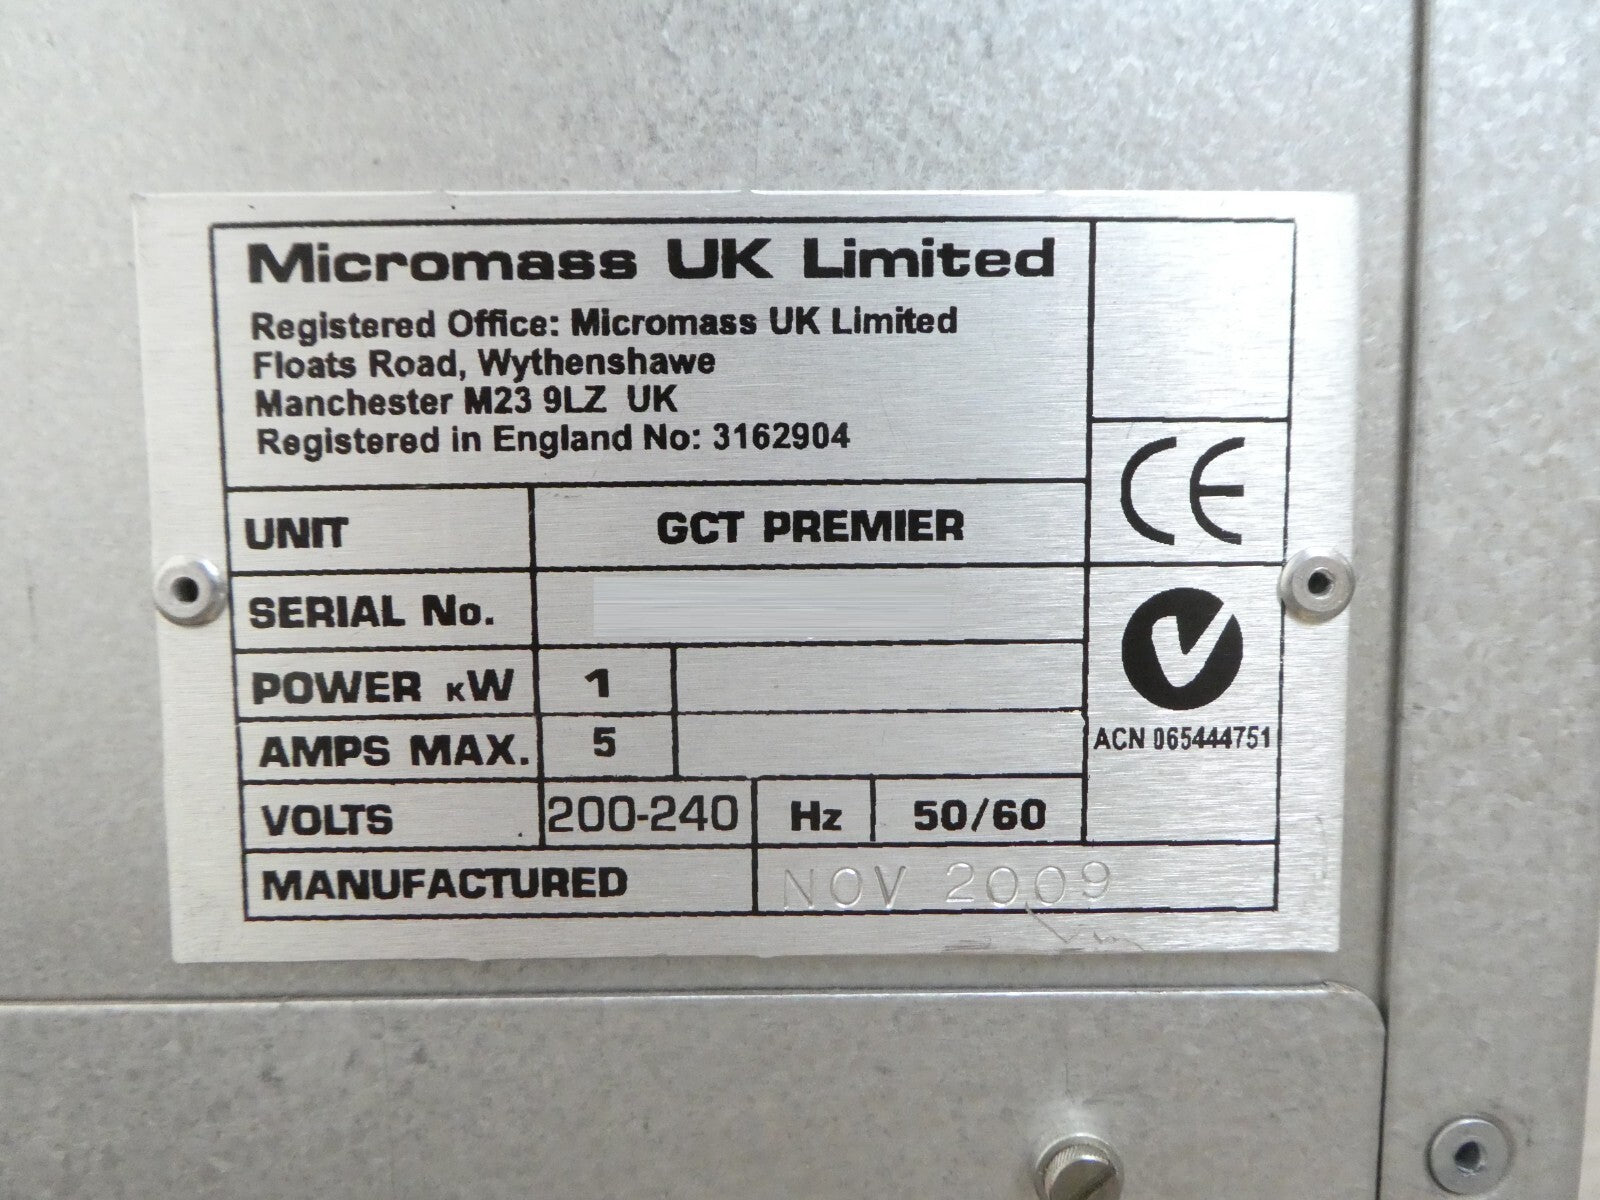 Micromass UK Limited
Registered Office: Micromass UK Limited
Floats Road, Wythenshawe
Manchester M23 9LZ UK
Registered in England No: 3162904
UNIT GCT PREMIER
SERIAL No.
POWER KW 1
AMPS MAX. 5
VOLTS 200-240 Hz 50/60
MANUFACTURED NOV 2009
CE
ACN 065444751